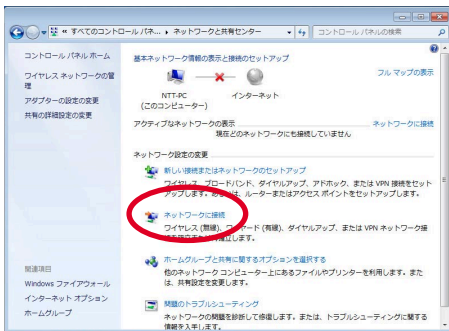 « すべてのコントロール パネ... ▸ ネットワークと共有センター
コントロール パネルの検索
コントロール パネル ホーム
ワイヤレス ネットワークの管理
アダプターの設定の変更
共有の詳細設定の変更
基本ネットワーク情報の表示と接続のセットアップ
フル マップの表示
NTT-PC
(このコンピューター)
インターネット
アクティブなネットワークの表示
ネットワークに接続
現在どのネットワークにも接続していません
ネットワーク設定の変更
新しい接続またはネットワークのセットアップ
ワイヤレス、ブロードバンド、ダイヤルアップ、アドホック、または VPN 接続をセット
アップします。あるいは、ルーターまたはアクセス ポイントをセットアップします。
ネットワークに接続
ワイヤレス (無線)、ワイヤード (有線)、ダイヤルアップ、または VPN ネットワーク接
します。
ホームグループと共有に関するオプションを選択する
他のネットワーク コンピューター上にあるファイルやプリンターを利用します。また
は、共有設定を変更します。
問題のトラブルシューティング
ネットワークの問題を診断して修復します。または、トラブルシューティングに関する
情報を入手します。
関連項目
Windows ファイアウォール
インターネット オプション
ホームグループ